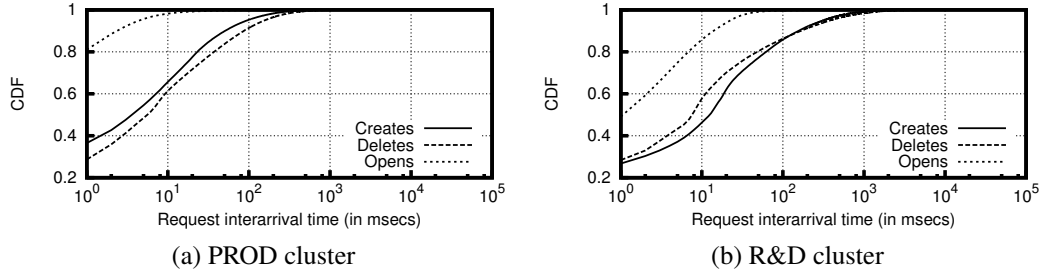 1
0.8
0.6
0.4
0.2
CDF
Creates
Deletes
Opens
10^0 10^1 10^2 10^3 10^4 10^5
Request interarrival time (in msecs)
(a) PROD cluster
1
0.8
0.6
0.4
0.2
CDF
Creates
Deletes
Opens
10^0 10^1 10^2 10^3 10^4 10^5
Request interarrival time (in msecs)
(b) R&D cluster